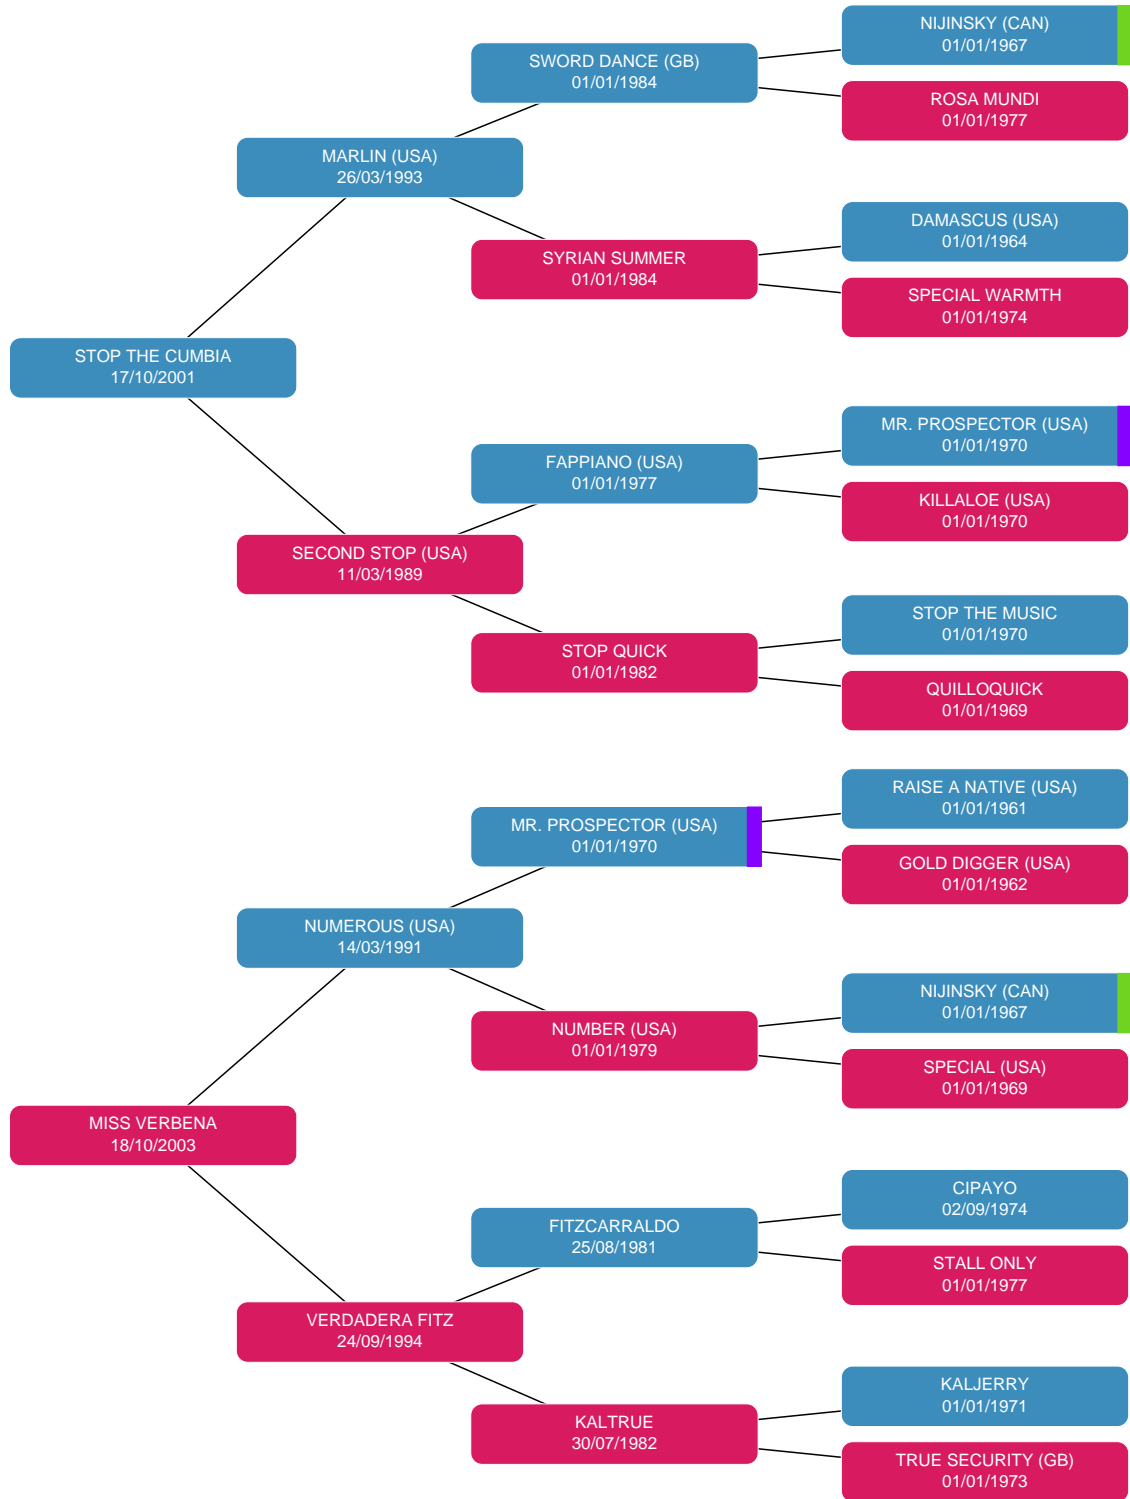 NIJINSKY (CAN)
01/01/1967
SWORD DANCE (GB)
01/01/1984
ROSA MUNDI
01/01/1977
MARLIN (USA)
26/03/1993
DAMASCUS (USA)
01/01/1964
SYRIAN SUMMER
01/01/1984
SPECIAL WARMTH
01/01/1974
STOP THE CUMBIA
17/10/2001
MR. PROSPECTOR (USA)
01/01/1970
FAPPIANO (USA)
01/01/1977
KILLALOE (USA)
01/01/1970
SECOND STOP (USA)
11/03/1989
STOP THE MUSIC
01/01/1970
STOP QUICK
01/01/1982
QUILLOQUICK
01/01/1969
RAISE A NATIVE (USA)
01/01/1961
MR. PROSPECTOR (USA)
01/01/1970
GOLD DIGGER (USA)
01/01/1962
NUMEROUS (USA)
14/03/1991
NIJINSKY (CAN)
01/01/1967
NUMBER (USA)
01/01/1979
SPECIAL (USA)
01/01/1969
MISS VERBENA
18/10/2003
CIPAYO
02/09/1974
FITZCARRALDO
25/08/1981
STALL ONLY
01/01/1977
VERDADERA FITZ
24/09/1994
KALJERRY
01/01/1971
KALTRUE
30/07/1982
TRUE SECURITY (GB)
01/01/1973